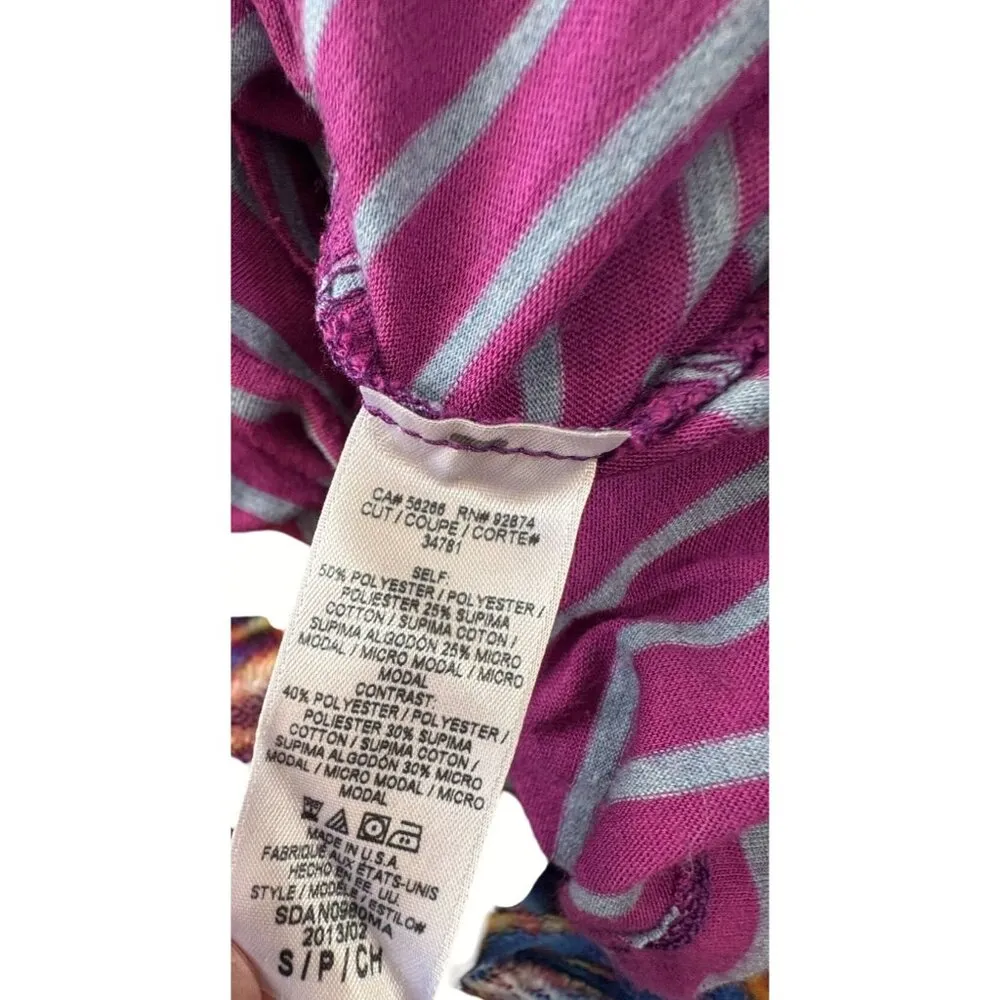 CA# 56266 RN# 92874
CUT / COUPE / CORTE#
34781
SELF:
50% POLYESTER / POLYESTER /
POLIESTER 25% SUPIMA
COTTON / SUPIMA COTON /
SUPIMA ALGODÓN 25% MICRO
MODAL / MICRO MODAL / MICRO
MODAL
CONTRAST:
40% POLYESTER / POLYESTER /
POLIESTER 30% SUPIMA
COTTON / SUPIMA COTON /
SUPIMA ALGODÓN 30% MICRO
MODAL / MICRO MODAL / MICRO
MODAL
MADE IN U.S.A.
FABRIQUÉ AUX ÉTATS-UNIS
HECHO EN EE. UU.
STYLE / MODÈLE / ESTILO#
2013/02
S / P / CH